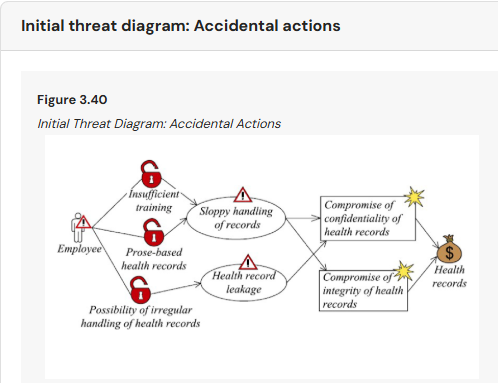 Initial threat diagram: Accidental actions
Figure 3.40
Initial Threat Diagram: Accidental Actions
Insufficient
training
Employee
Prose-based
health records
Possibility of irregular
handling of health records
Sloppy handling
of records
Health record
leakage
Compromise of
confidentiality of
health records
Compromise of
integrity of health
records
$
Health
records